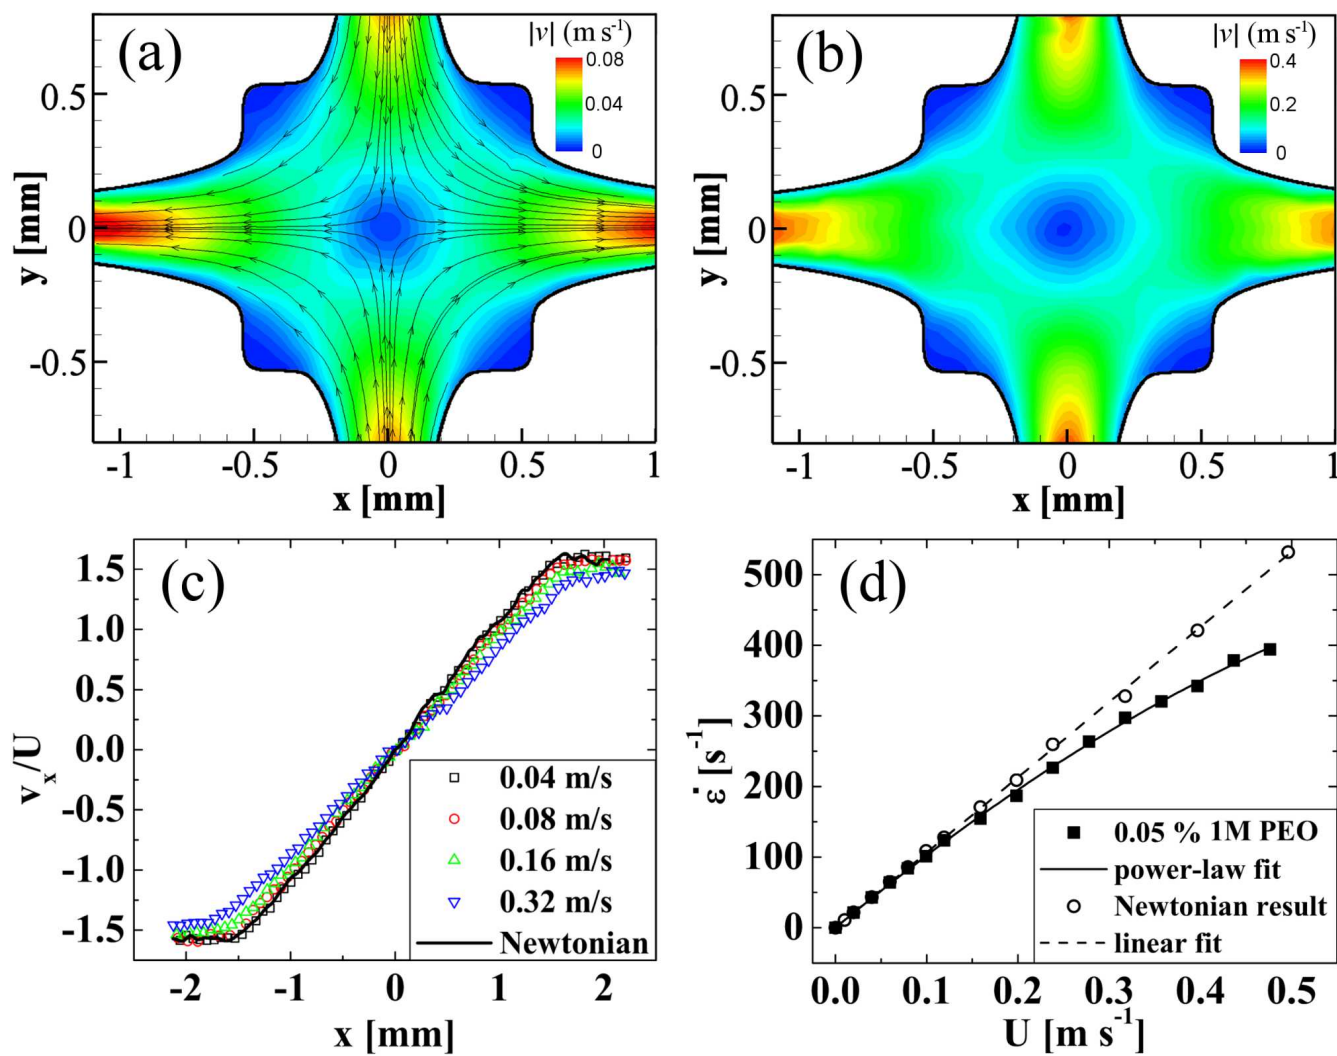 (a)
|v| (m s⁻¹)
0.08
0.04
0
0.5
0
-0.5
y [mm]
-1
-0.5
0
0.5
1
x [mm]
(b)
|v| (m s⁻¹)
0.4
0.2
0
0.5
0
-0.5
y [mm]
-1
-0.5
0
0.5
1
x [mm]
(c)
1.5
1.0
0.5
0.0
-0.5
-1.0
-1.5
vₓ/U
0.04 m/s
0.08 m/s
0.16 m/s
0.32 m/s
Newtonian
-2
-1
0
1
2
x [mm]
(d)
500
400
300
200
100
0
ε̇ [s⁻¹]
0.05 % 1M PEO
power-law fit
Newtonian result
linear fit
0.0
0.1
0.2
0.3
0.4
0.5
U [m s⁻¹]